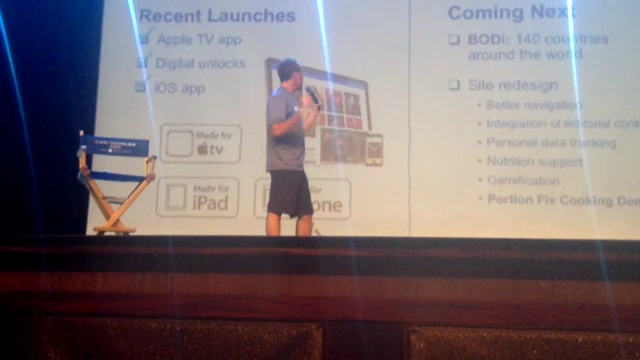 Recent Launches
Apple TV app
Digital unlocks
iOS app
Made for
tv
Made for
iPad
for
one
Coming Next
BODi: 140 countries
around the world
Site redesign
• Better navigation
• Integration of editorial cont
• Personal data tracking
• Nutrition support
• Gamification
• Portion Fix Cooking Dem